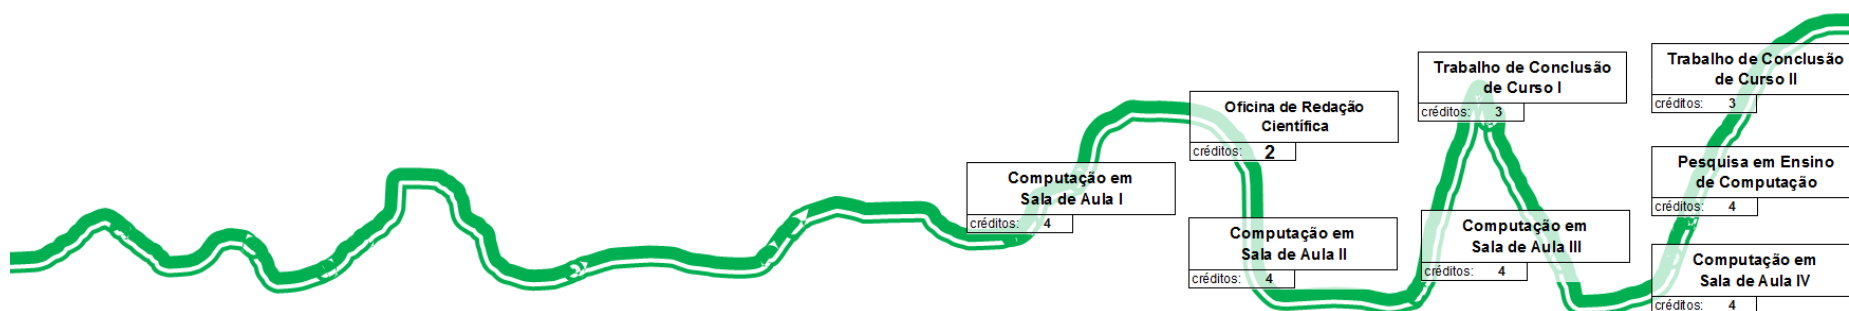 Computação em
Sala de Aula I
créditos: 4
Oficina de Redação
Científica
créditos: 2
Computação em
Sala de Aula II
créditos: 4
Trabalho de Conclusão
de Curso I
créditos: 3
Computação em
Sala de Aula III
créditos: 4
Trabalho de Conclusão
de Curso II
créditos: 3
Pesquisa em Ensino
de Computação
créditos: 4
Computação em
Sala de Aula IV
créditos: 4